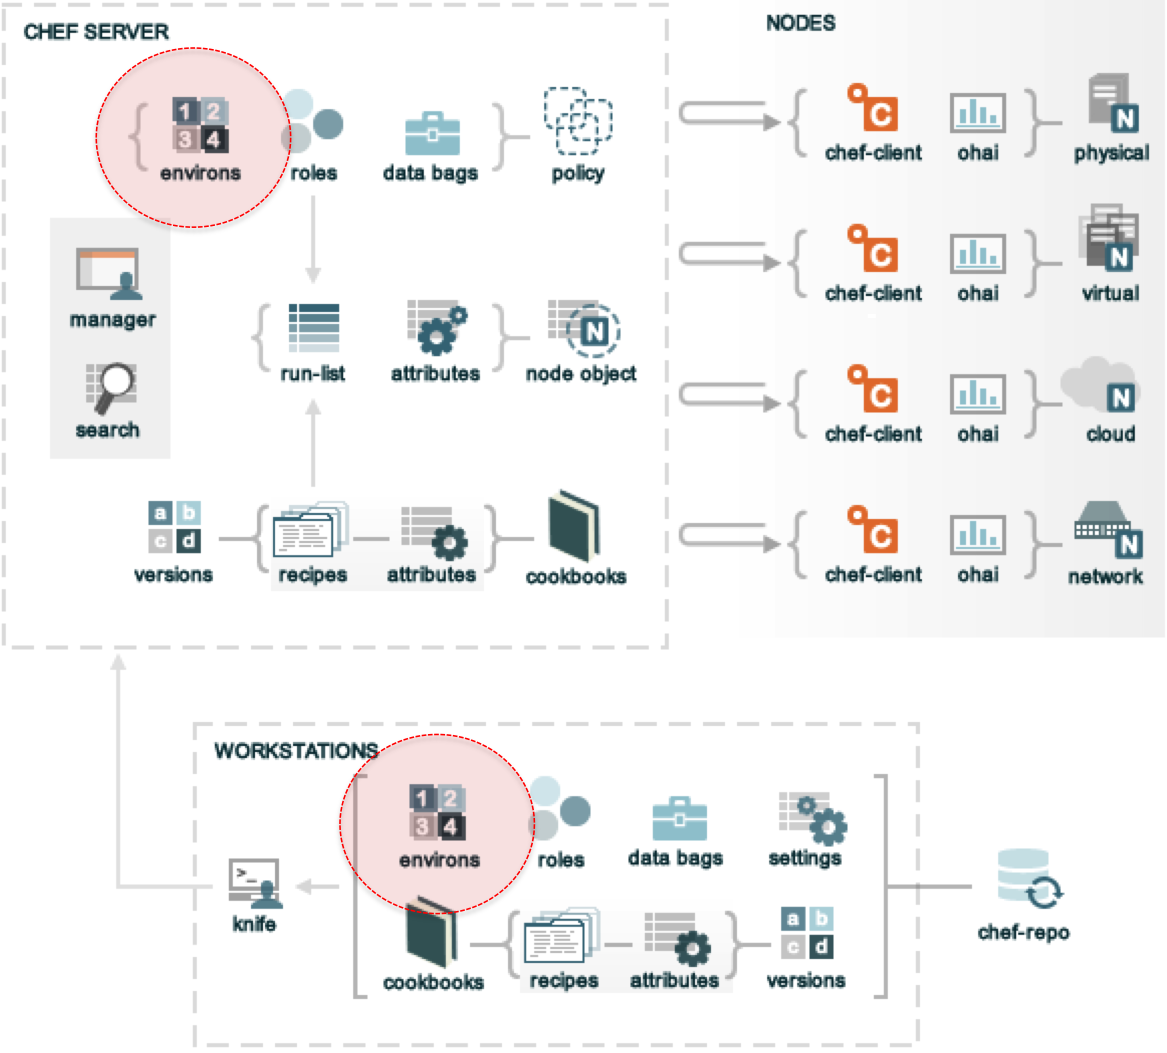 CHEF SERVER
1 2
3 4
environs
roles
data bags
policy
manager
search
run-list
attributes
node object
a b
c d
versions
recipes
attributes
cookbooks
NODES
C
chef-client
ohai
N
physical
C
chef-client
ohai
N
virtual
C
chef-client
ohai
N
cloud
C
chef-client
ohai
N
network
N
WORKSTATIONS
1 2
3 4
environs
roles
data bags
settings
>_
knife
cookbooks
recipes
attributes
a b
c d
versions
chef-repo